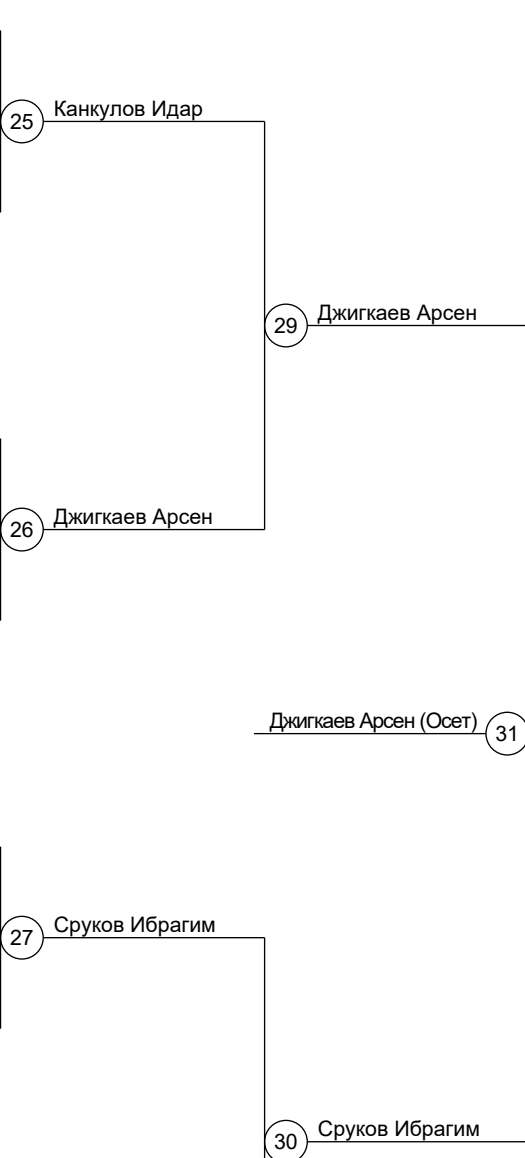 25 Канкулов Идар
29 Джигкаев Арсен
26 Джигкаев Арсен
Джигкаев Арсен (Осет) 31
27 Сруков Ибрагим
30 Сруков Ибрагим